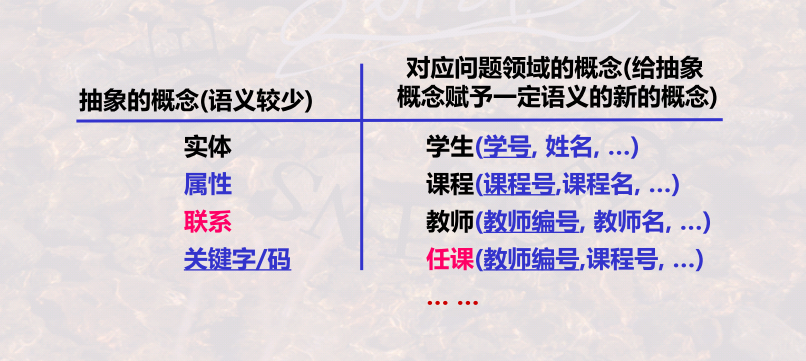 抽象的概念(语义较少)
对应问题领域的概念(给抽象
概念赋予一定语义的新的概念)
实体
学生(学号, 姓名, …)
属性
课程(课程号,课程名, …)
联系
教师(教师编号, 教师名, …)
关键字/码
任课(教师编号,课程号, …)
… …